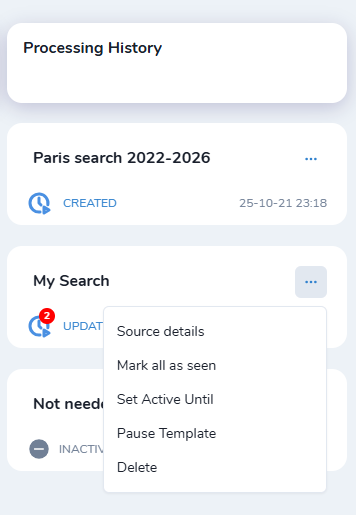 Processing History
Paris search 2022-2026
...
CREATED 25-10-21 23:18
My Search
...
2
UPDAT
Source details
Mark all as seen
Set Active Until
Pause Template
Delete
Not neede
INACTIV